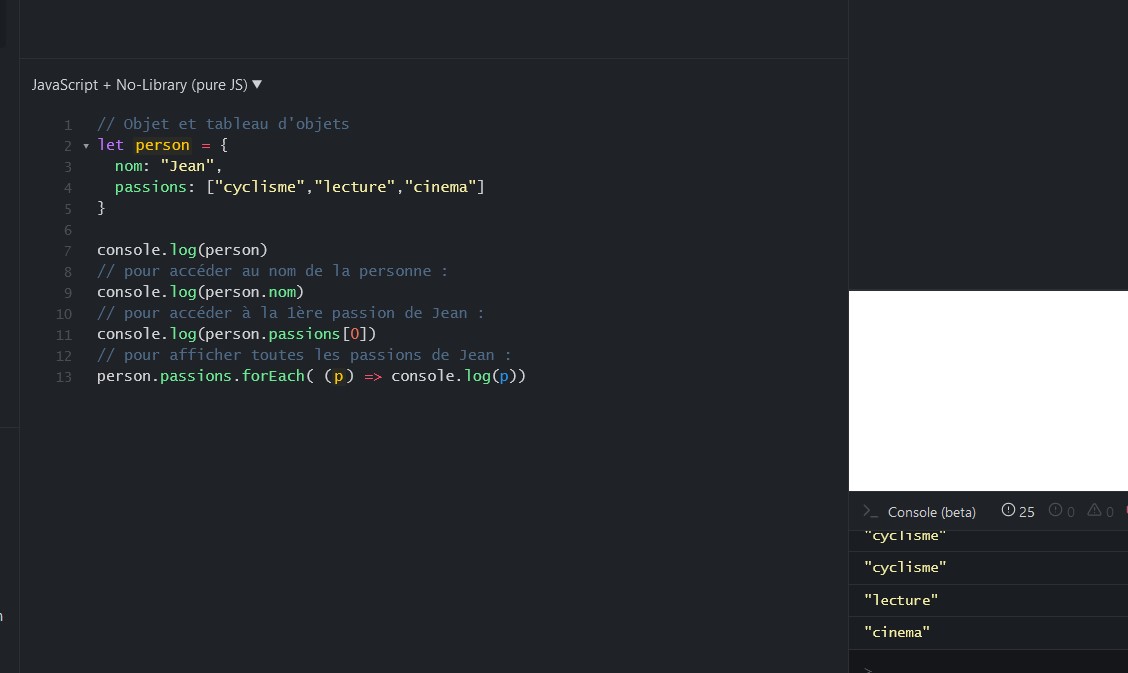 JavaScript + No-Library (pure JS) ▼
1 // Objet et tableau d'objets
2 ▾ let person = {
3 nom: "Jean",
4 passions: ["cyclisme","lecture","cinema"]
5 }
6
7 console.log(person)
8 // pour accéder au nom de la personne :
9 console.log(person.nom)
10 // pour accéder à la 1ère passion de Jean :
11 console.log(person.passions[0])
12 // pour afficher toutes les passions de Jean :
13 person.passions.forEach( (p) => console.log(p))
>_ Console (beta) 25 0 0
"cyclisme"
"cyclisme"
"lecture"
"cinema"
>